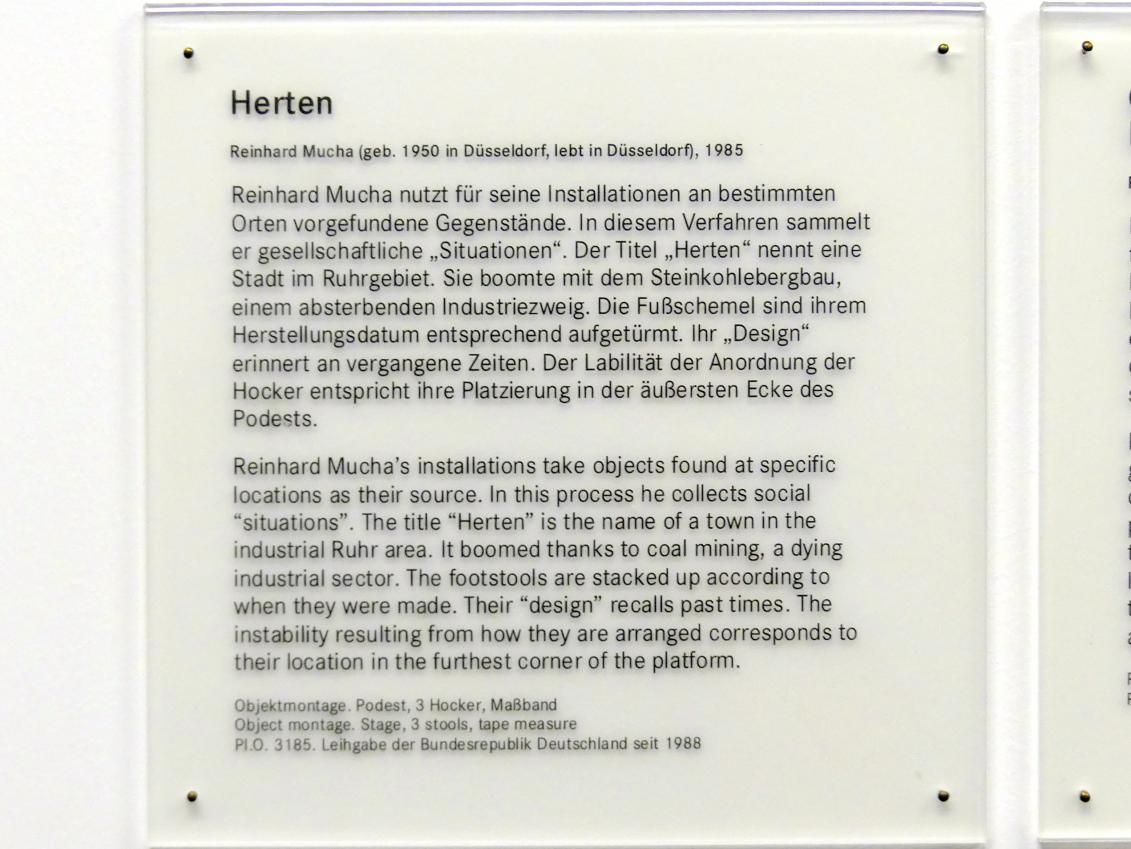 Herten
Reinhard Mucha (geb. 1950 in Düsseldorf, lebt in Düsseldorf), 1985
Reinhard Mucha nutzt für seine Installationen an bestimmten
Orten vorgefundene Gegenstände. In diesem Verfahren sammelt
er gesellschaftliche „Situationen“. Der Titel „Herten“ nennt eine
Stadt im Ruhrgebiet. Sie boomte mit dem Steinkohlebergbau,
einem absterbenden Industriezweig. Die Fußschemel sind ihrem
Herstellungsdatum entsprechend aufgetürmt. Ihr „Design“
erinnert an vergangene Zeiten. Der Labilität der Anordnung der
Hocker entspricht ihre Platzierung in der äußersten Ecke des
Podests.
Reinhard Mucha’s installations take objects found at specific
locations as their source. In this process he collects social
“situations”. The title “Herten” is the name of a town in the
industrial Ruhr area. It boomed thanks to coal mining, a dying
industrial sector. The footstools are stacked up according to
when they were made. Their “design” recalls past times. The
instability resulting from how they are arranged corresponds to
their location in the furthest corner of the platform.
Objektmontage. Podest, 3 Hocker, Maßband
Object montage. Stage, 3 stools, tape measure
Pl.O. 3185. Leihgabe der Bundesrepublik Deutschland seit 1988